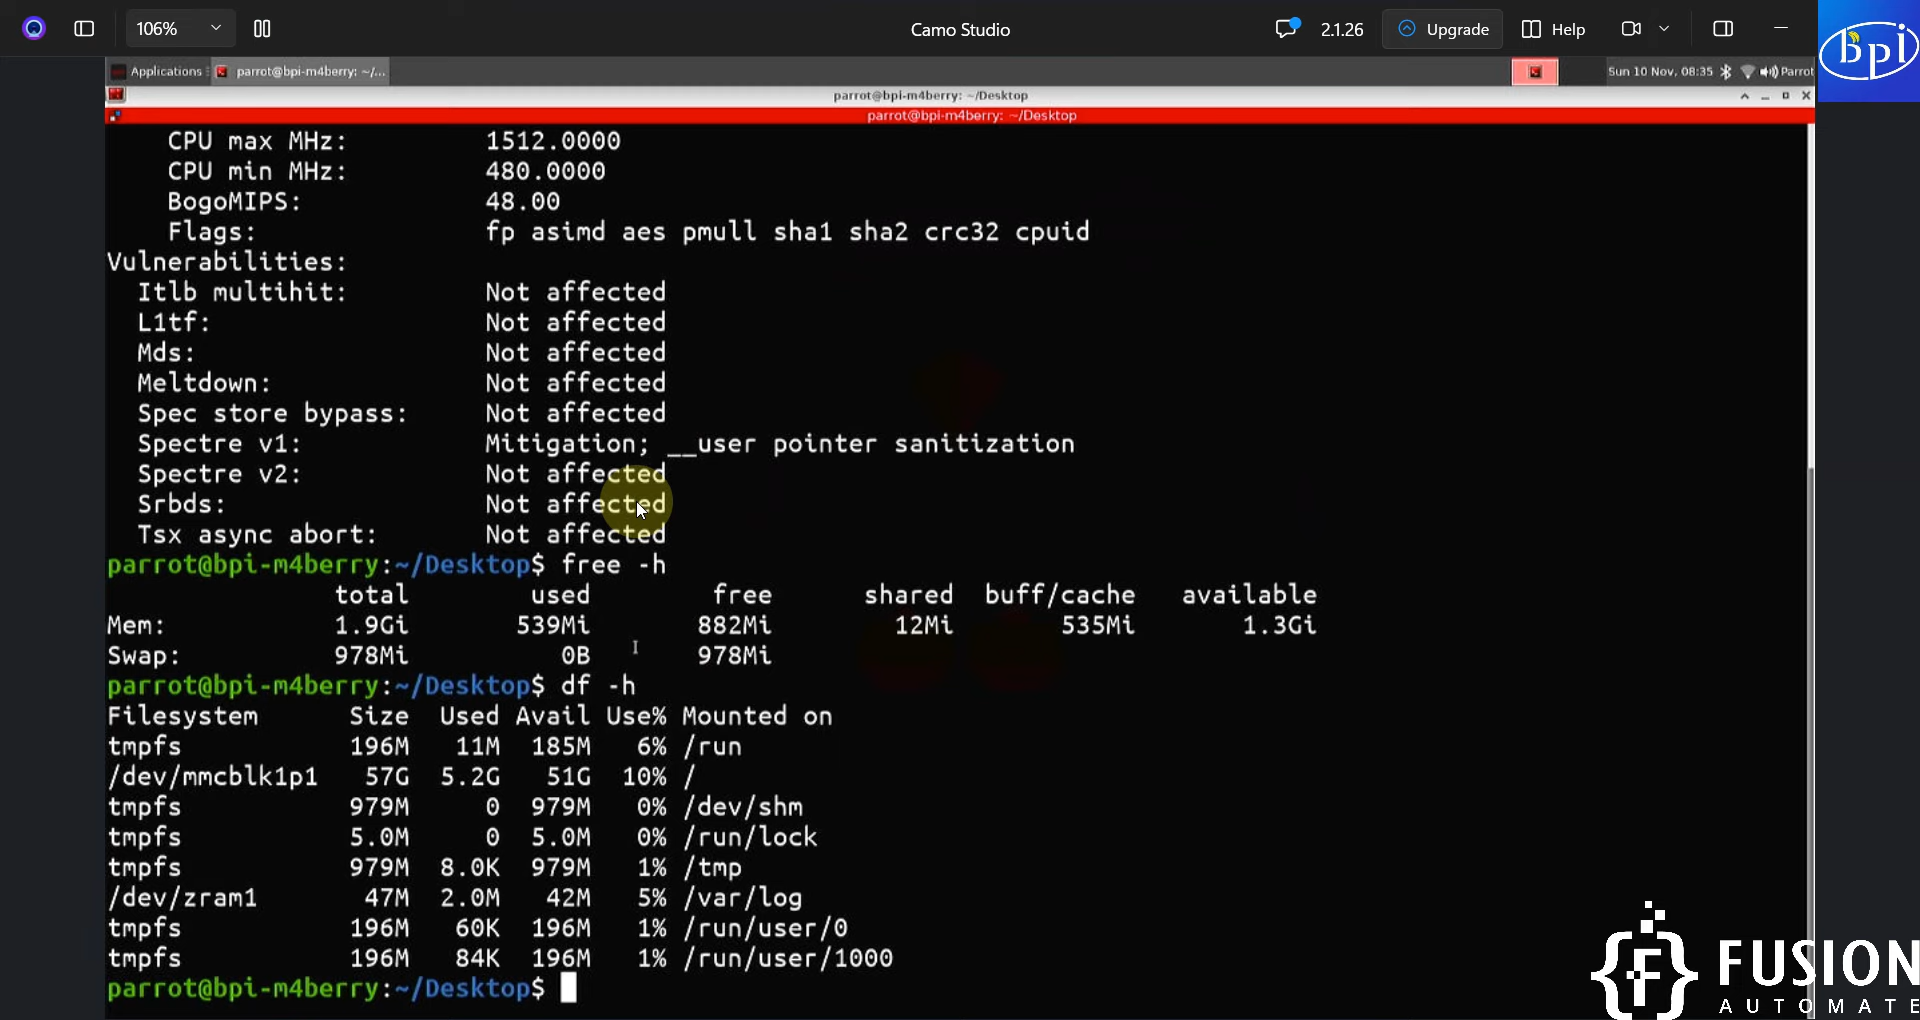 106%
Camo Studio
2.1.26
Upgrade
Help
bpi
Applications
parrot@bpi-m4berry: ~/...
Sun 10 Nov, 08:35
Parrot
parrot@bpi-m4berry: ~/Desktop
parrot@bpi-m4berry: ~/Desktop
CPU max MHz: 1512.0000
CPU min MHz: 480.0000
BogoMIPS: 48.00
Flags: fp asimd aes pmull sha1 sha2 crc32 cpuid
Vulnerabilities:
Itlb multihit: Not affected
L1tf: Not affected
Mds: Not affected
Meltdown: Not affected
Spec store bypass: Not affected
Spectre v1: Mitigation; __user pointer sanitization
Spectre v2: Not affected
Srbds: Not affected
Tsx async abort: Not affected
parrot@bpi-m4berry:~/Desktop$ free -h
total used free shared buff/cache available
Mem: 1.9Gi 539Mi 882Mi 12Mi 535Mi 1.3Gi
Swap: 978Mi 0B 978Mi
parrot@bpi-m4berry:~/Desktop$ df -h
Filesystem Size Used Avail Use% Mounted on
tmpfs 196M 11M 185M 6% /run
/dev/mmcblk1p1 57G 5.2G 51G 10% /
tmpfs 979M 0 979M 0% /dev/shm
tmpfs 5.0M 0 5.0M 0% /run/lock
tmpfs 979M 8.0K 979M 1% /tmp
/dev/zram1 47M 2.0M 42M 5% /var/log
tmpfs 196M 60K 196M 1% /run/user/0
tmpfs 196M 84K 196M 1% /run/user/1000
parrot@bpi-m4berry:~/Desktop$
FUSION
AUTOMATE